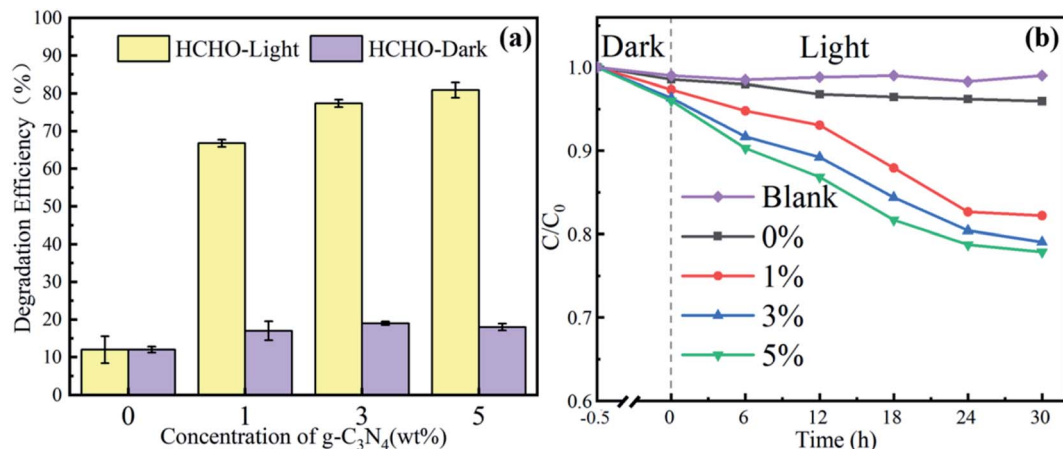 (a)
HCHO-Light HCHO-Dark
Degradation Efficiency (%)
100
90
80
70
60
50
40
30
20
10
0
0 1 3 5
Concentration of g-C₃N₄(wt%)
(b)
Dark Light
C/C₀
1.0
0.9
0.8
0.7
0.6
Blank
0%
1%
3%
5%
-0.5 0 6 12 18 24 30
Time (h)